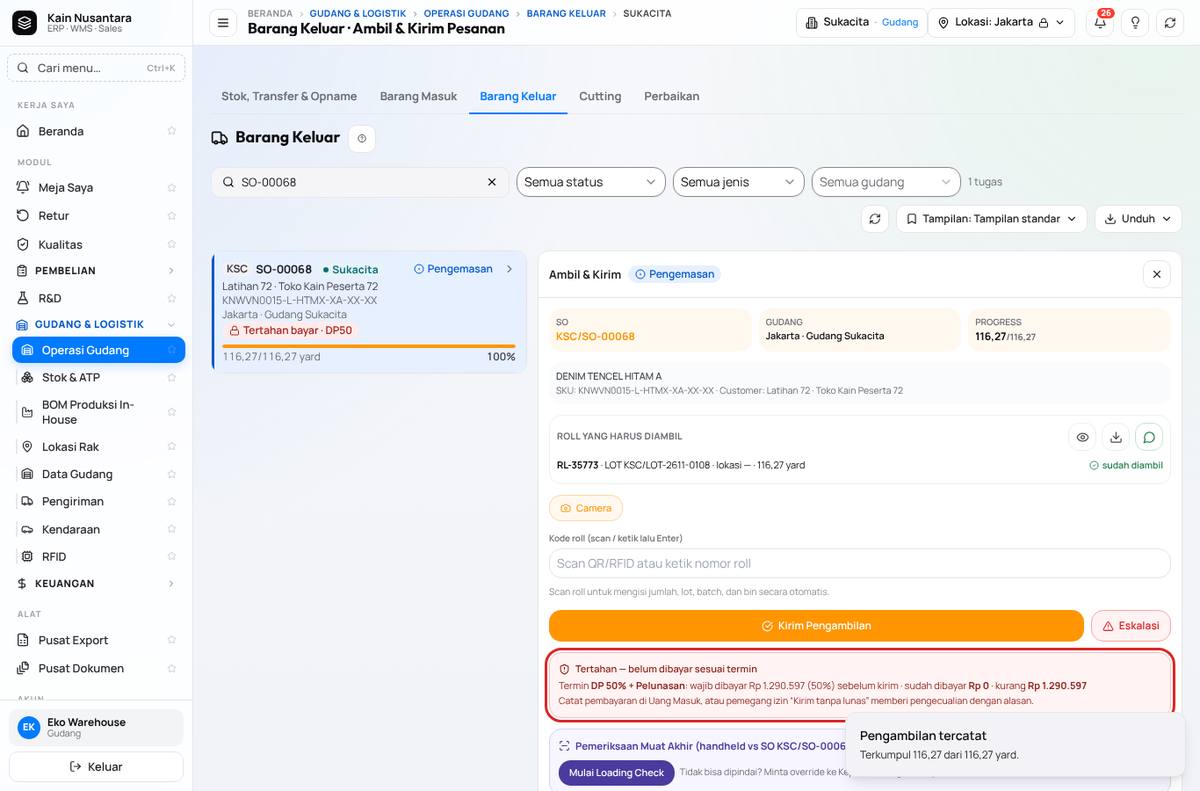 Kain Nusantara
ERP · WMS · Sales
Cari menu... Ctrl+K
KERJA SAYA
Beranda
MODUL
Meja Saya
Retur
Kualitas
PEMBELIAN
R&D
GUDANG & LOGISTIK
Operasi Gudang
Stok & ATP
BOM Produksi In-
House
Lokasi Rak
Data Gudang
Pengiriman
Kendaraan
RFID
KEUANGAN
ALAT
Pusat Export
Pusat Dokumen
AKUN
EK Eko Warehouse
Gudang
Keluar
BERANDA › GUDANG & LOGISTIK › OPERASI GUDANG › BARANG KELUAR › SUKACITA
Barang Keluar · Ambil & Kirim Pesanan
Sukacita · Gudang
Lokasi: Jakarta
26
Stok, Transfer & Opname Barang Masuk Barang Keluar Cutting Perbaikan
Barang Keluar
SO-00068 Semua status Semua jenis Semua gudang 1 tugas
Tampilan: Tampilan standar Unduh
KSC SO-00068 Sukacita Pengemasan
Latihan 72 · Toko Kain Peserta 72
KNWVN0015-L-HTMX-XA-XX-XX
Jakarta · Gudang Sukacita
Tertahan bayar · DP50
116,27/116,27 yard 100%
Ambil & Kirim Pengemasan
SO
KSC/SO-00068
GUDANG
Jakarta · Gudang Sukacita
PROGRESS
116,27/116,27
DENIM TENCEL HITAM A
SKU: KNWVN0015-L-HTMX-XA-XX-XX · Customer: Latihan 72 · Toko Kain Peserta 72
ROLL YANG HARUS DIAMBIL
RL-35773 · LOT KSC/LOT-2611-0108 · lokasi — · 116,27 yard sudah diambil
Camera
Kode roll (scan / ketik lalu Enter)
Scan QR/RFID atau ketik nomor roll
Scan roll untuk mengisi jumlah, lot, batch, dan bin secara otomatis.
Kirim Pengambilan Eskalasi
Tertahan — belum dibayar sesuai termin
Termin DP 50% + Pelunasan: wajib dibayar Rp 1.290.597 (50%) sebelum kirim · sudah dibayar Rp 0 · kurang Rp 1.290.597
Catat pembayaran di Uang Masuk, atau pemegang izin "Kirim tanpa lunas" memberi pengecualian dengan alasan.
Pemeriksaan Muat Akhir (handheld vs SO KSC/SO-0006
Mulai Loading Check Tidak bisa dipindai? Minta override ke
Pengambilan tercatat
Terkumpul 116,27 dari 116,27 yard.